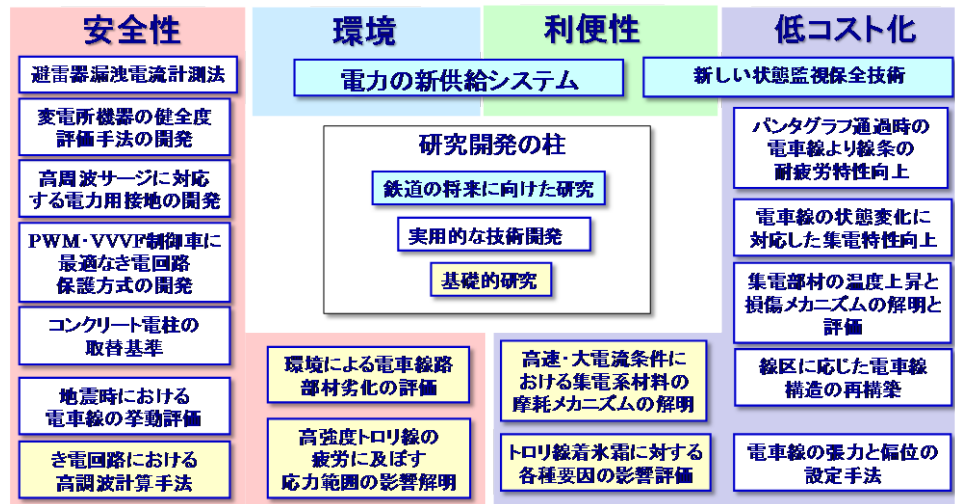 安全性
環境
利便性
低コスト化
電力の新供給システム
新しい状態監視保全技術
避雷器漏洩電流計測法
変電所機器の健全度
評価手法の開発
高周波サージに対応
する電力用接地の開発
PWM・VVVF制御車に
最適なき電回路
保護方式の開発
コンクリート電柱の
取替基準
地震時における
電車線の挙動評価
き電回路における
高調波計算手法
研究開発の柱
鉄道の将来に向けた研究
実用的な技術開発
基礎的研究
環境による電車線路
部材劣化の評価
高強度トロリ線の
疲労に及ぼす
応力範囲の影響解明
高速・大電流条件に
おける集電系材料の
摩耗メカニズムの解明
トロリ線着氷霜に対する
各種要因の影響評価
パンタグラフ通過時の
電車線より線条の
耐疲労特性向上
電車線の状態変化に
対応した集電特性向上
集電部材の温度上昇と
損傷メカニズムの解明と
評価
線区に応じた電車線
構造の再構築
電車線の張力と偏位の
設定手法